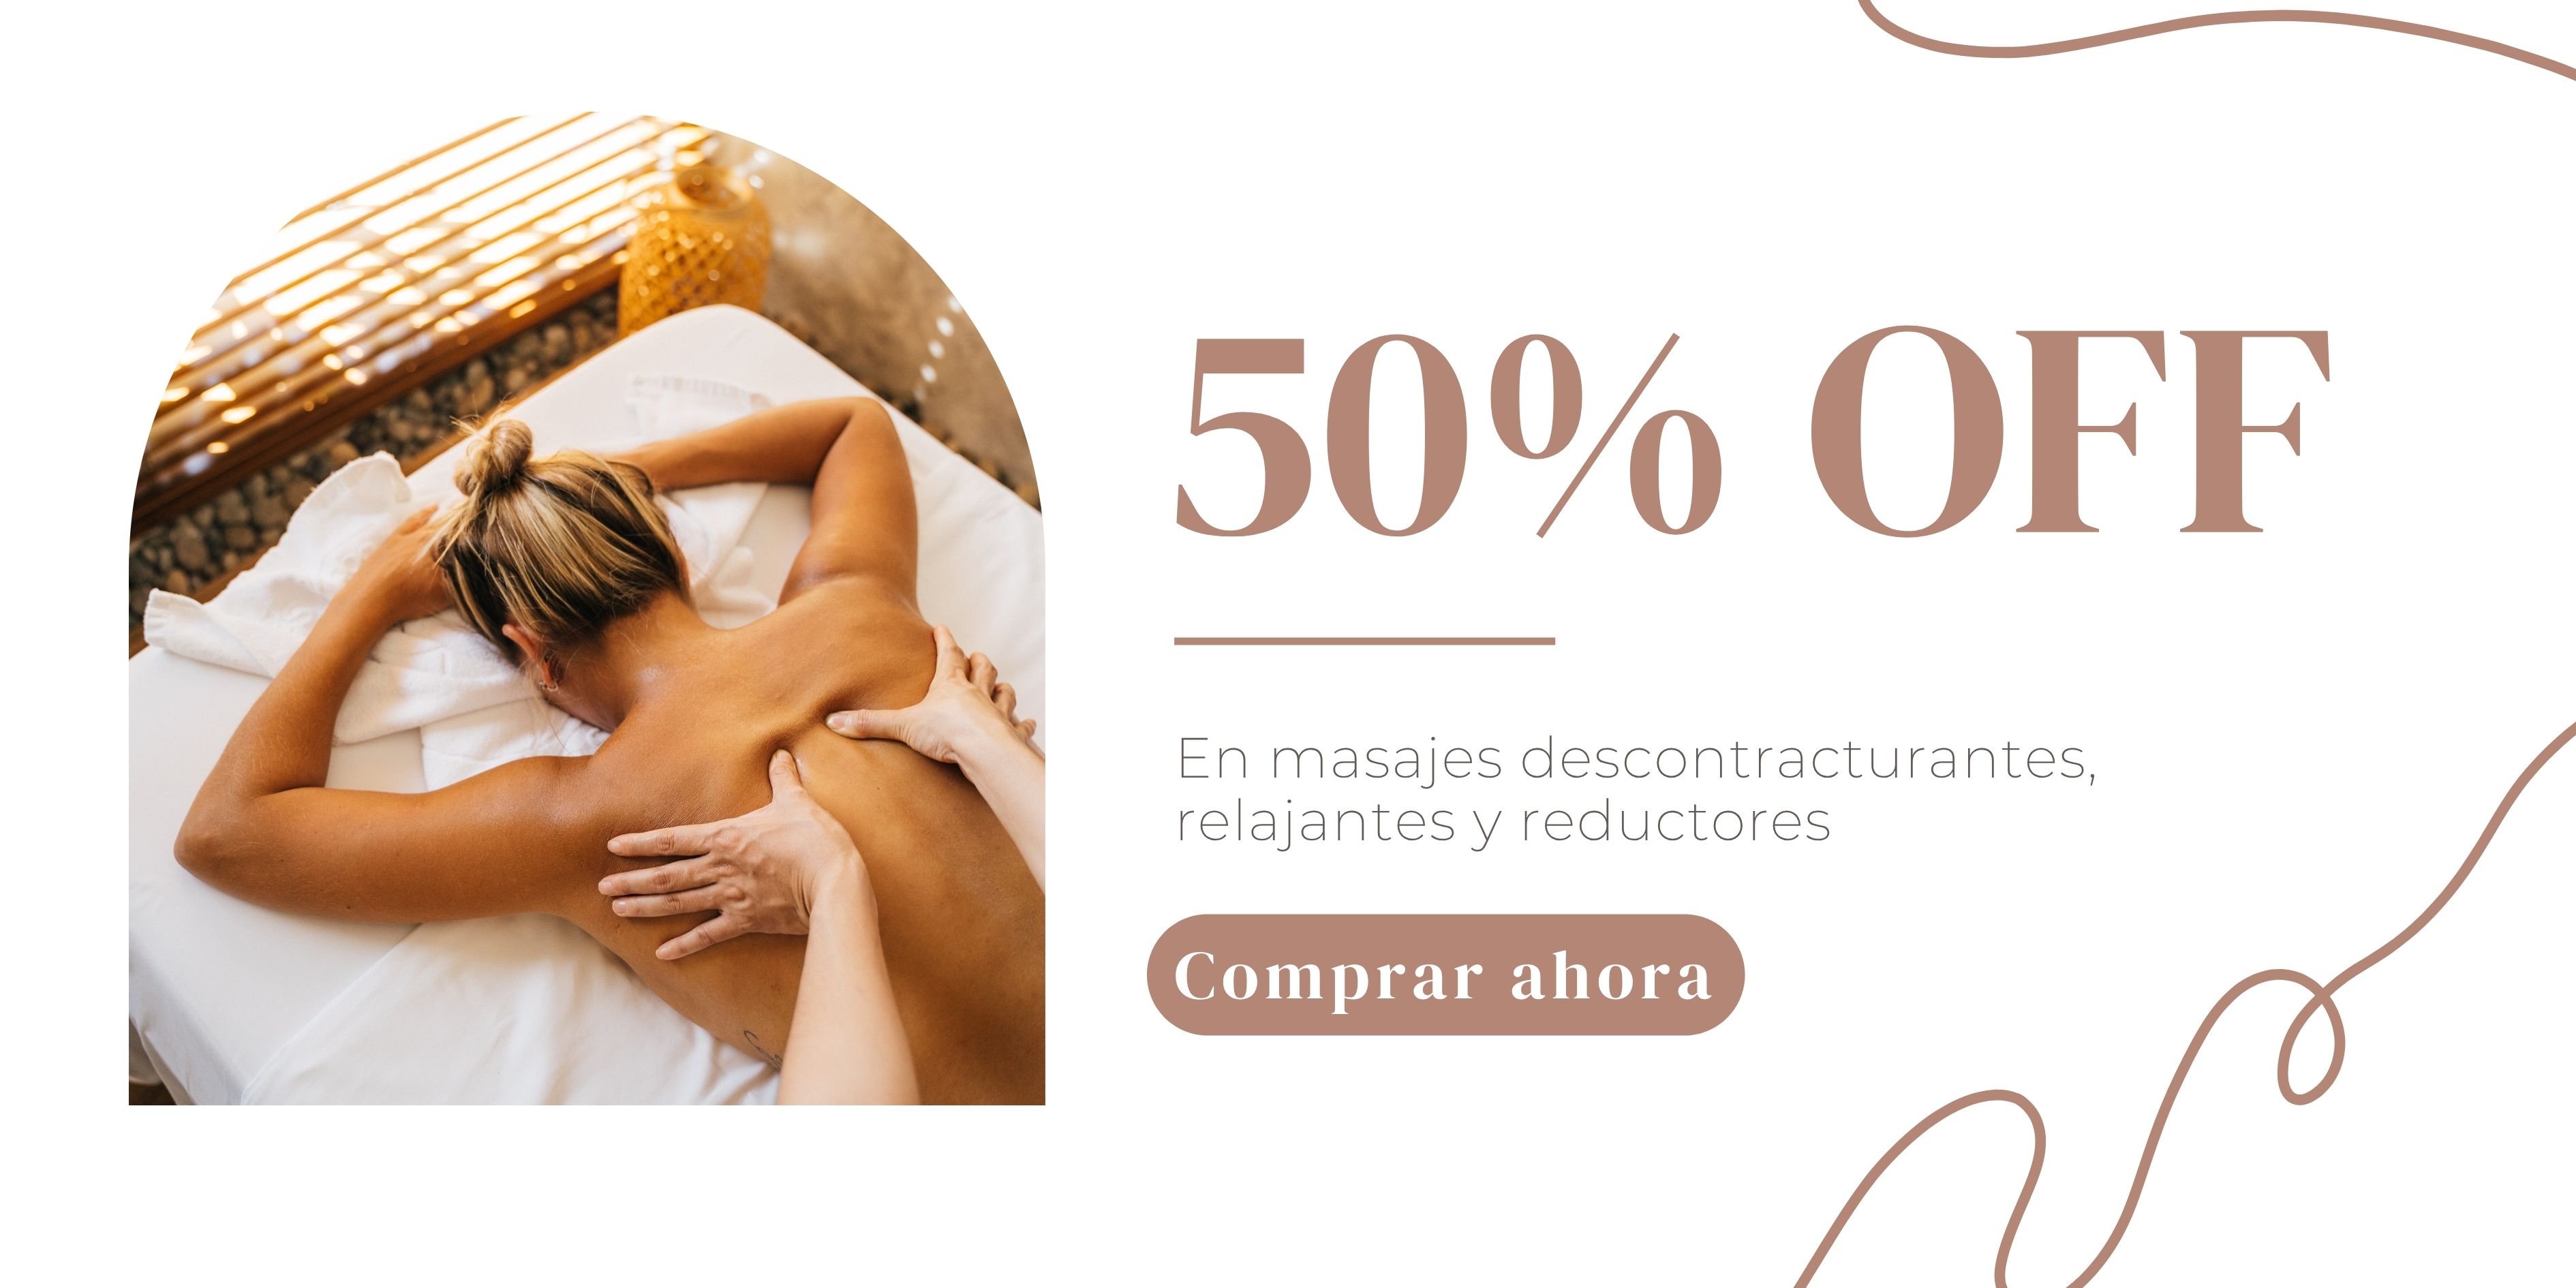 50% OFF
En masajes descontracturantes,
relajantes y reductores
Comprar ahora